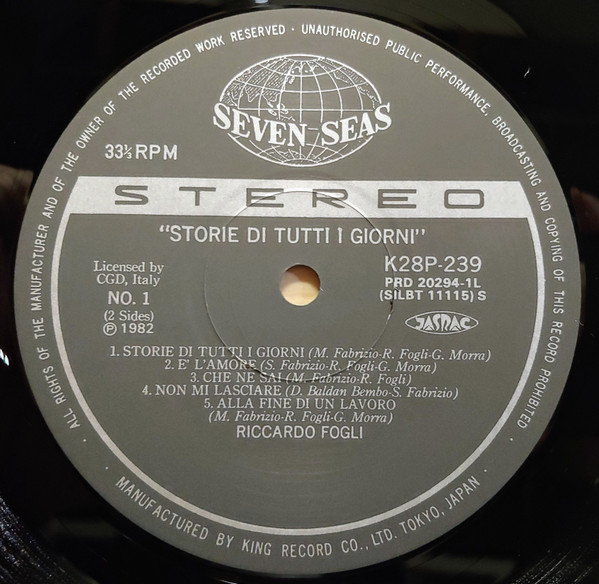 ALL RIGHTS OF THE MANUFACTURER AND OF THE OWNER OF THE RECORDED WORK RESERVED · UNAUTHORISED PUBLIC PERFORMANCE, BROADCASTING AND COPYING OF THIS RECORD PROHIBITED ·
SEVEN SEAS
33⅓ RPM
STEREO
"STORIE DI TUTTI I GIORNI"
Licensed by
CGD, Italy
NO. 1
(2 Sides)
Ⓟ 1982
K28P-239
PRD 20294-1L
(SILBT 11115) S
JASRAC
1. STORIE DI TUTTI I GIORNI (M. Fabrizio-R. Fogli-G. Morra)
2. E' L'AMORE (S. Fabrizio-R. Fogli-G. Morra)
3. CHE NE SAI (M. Fabrizio-R. Fogli)
4. NON MI LASCIARE (D. Baldan Bembo-S. Fabrizio)
5. ALLA FINE DI UN LAVORO
(M. Fabrizio-R. Fogli-G. Morra)
RICCARDO FOGLI
· MANUFACTURED BY KING RECORD CO., LTD. TOKYO, JAPAN ·